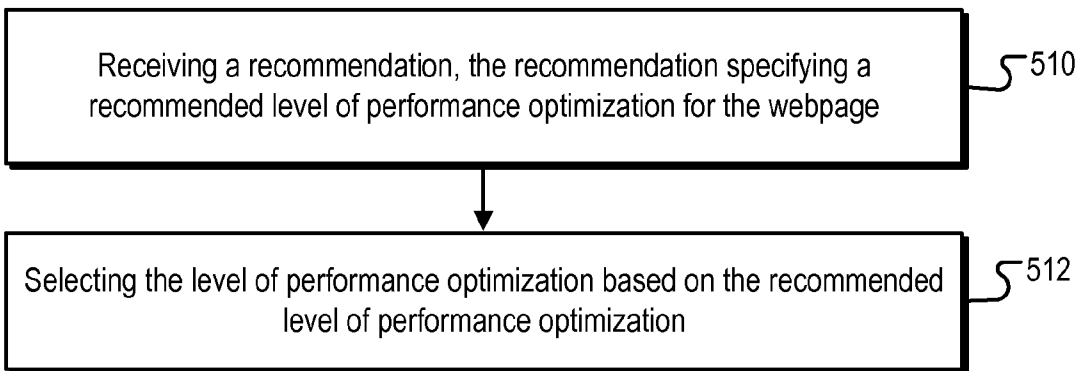 Receiving a recommendation, the recommendation specifying a
recommended level of performance optimization for the webpage
510
Selecting the level of performance optimization based on the recommended
level of performance optimization
512